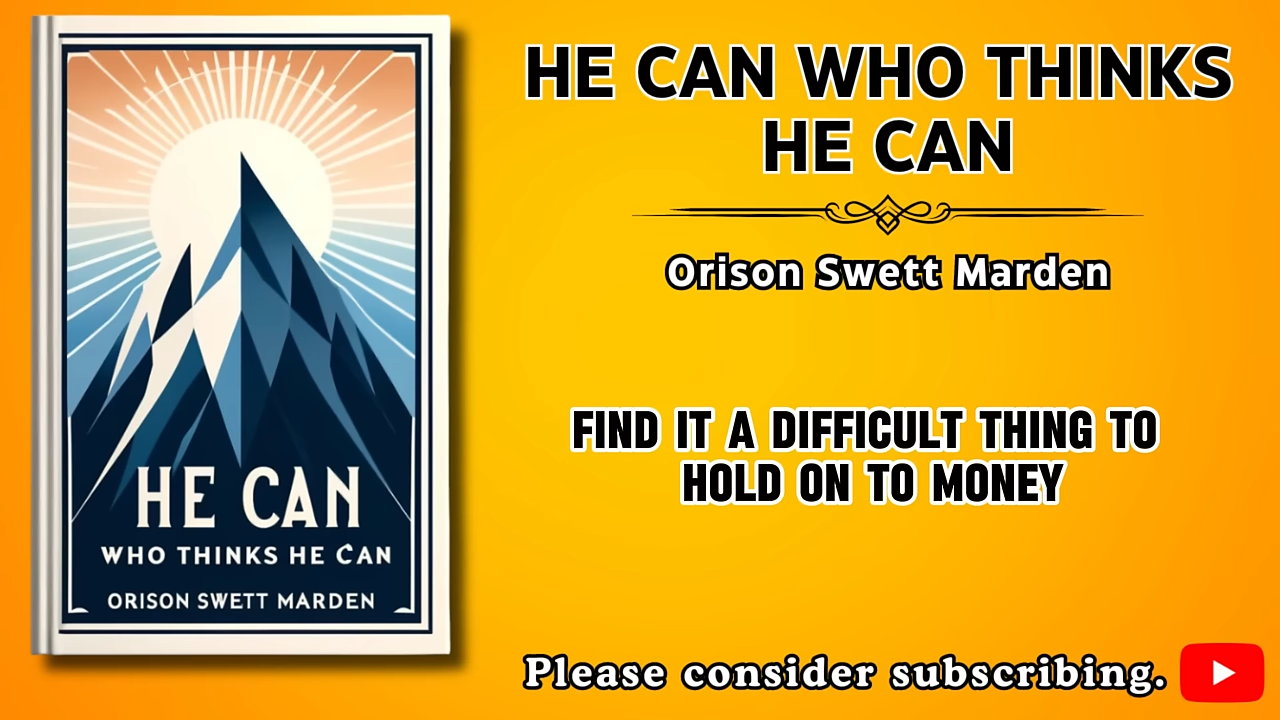 HE CAN
WHO THINKS HE CAN
ORISON SWETT MARDEN
HE CAN WHO THINKS
HE CAN
Orison Swett Marden
FIND IT A DIFFICULT THING TO
HOLD ON TO MONEY
Please consider subscribing.